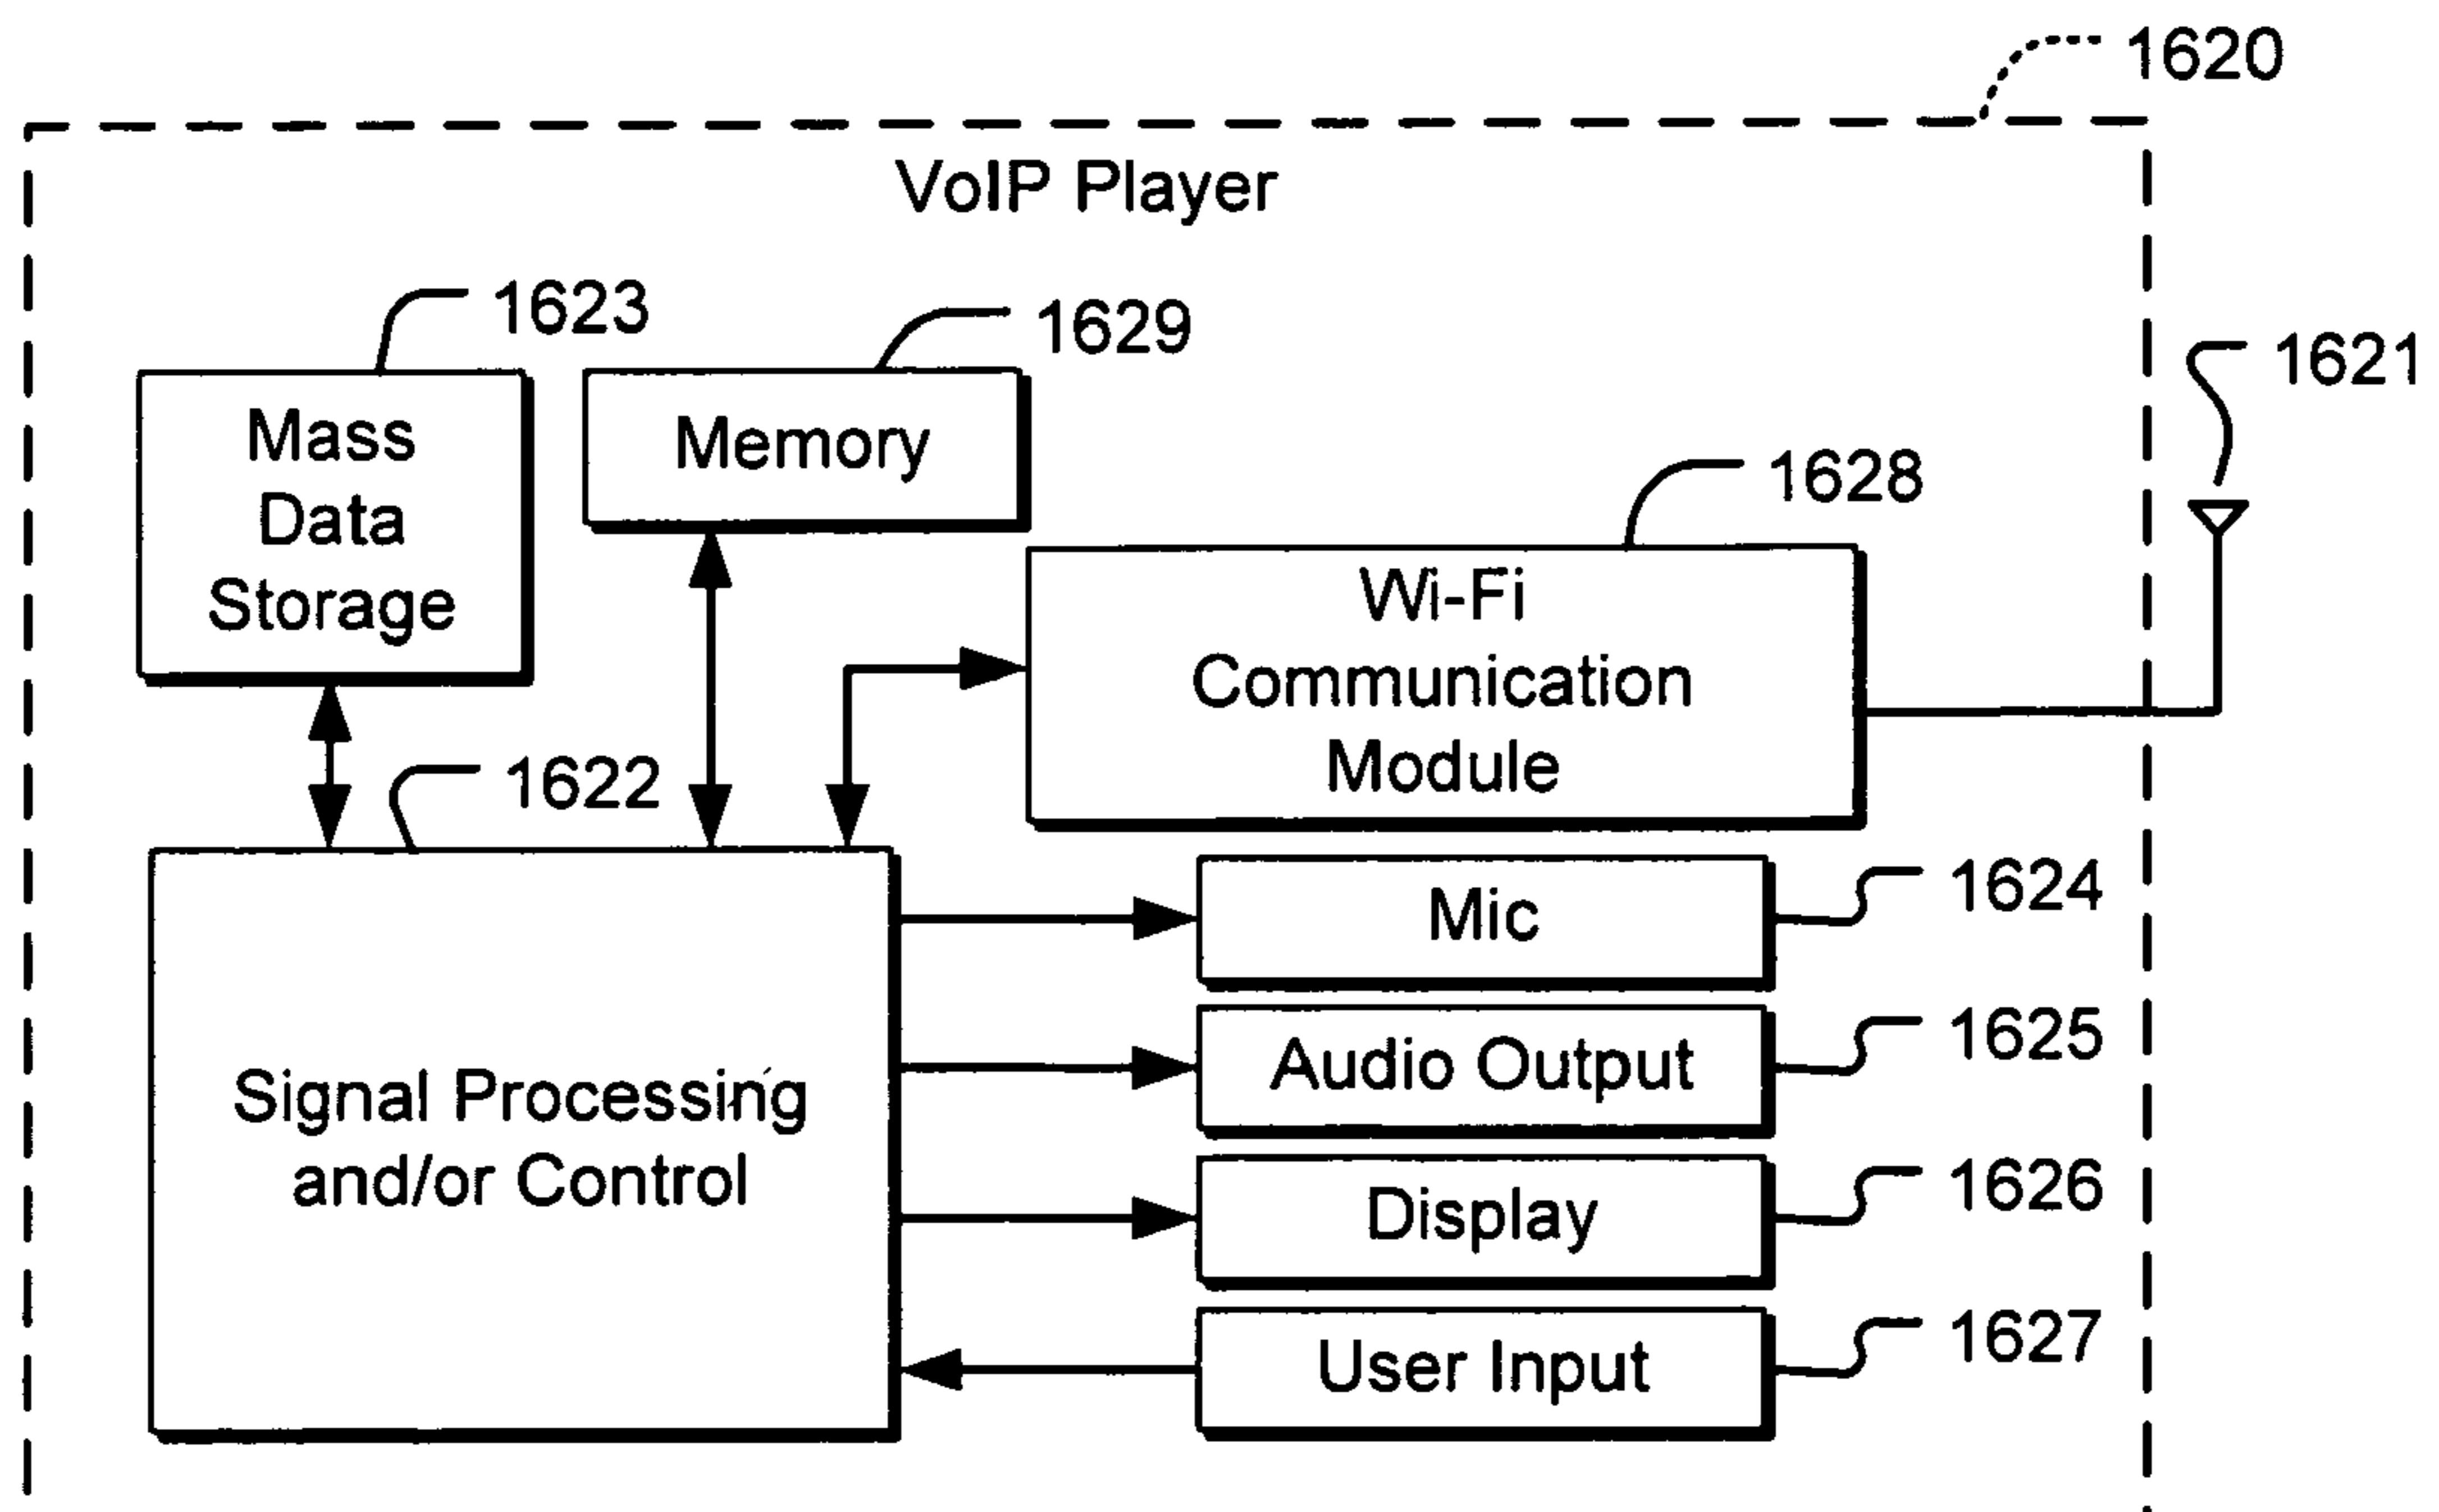 1620
VoIP Player
1623
1629
1621
Mass
Data
Storage
Memory
1628
Wi-Fi
Communication
Module
1622
Mic
1624
Signal Processing
and/or Control
Audio Output
1625
Display
1626
User Input
1627